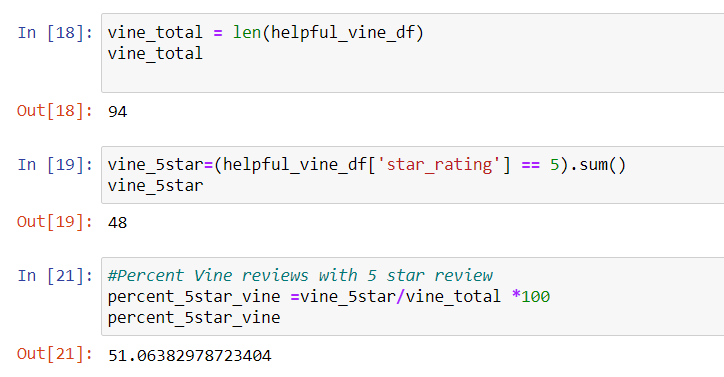 In [18]: vine_total = len(helpful_vine_df)
vine_total
Out[18]: 94
In [19]: vine_5star=(helpful_vine_df['star_rating'] == 5).sum()
vine_5star
Out[19]: 48
In [21]: #Percent Vine reviews with 5 star review
percent_5star_vine =vine_5star/vine_total *100
percent_5star_vine
Out[21]: 51.06382978723404